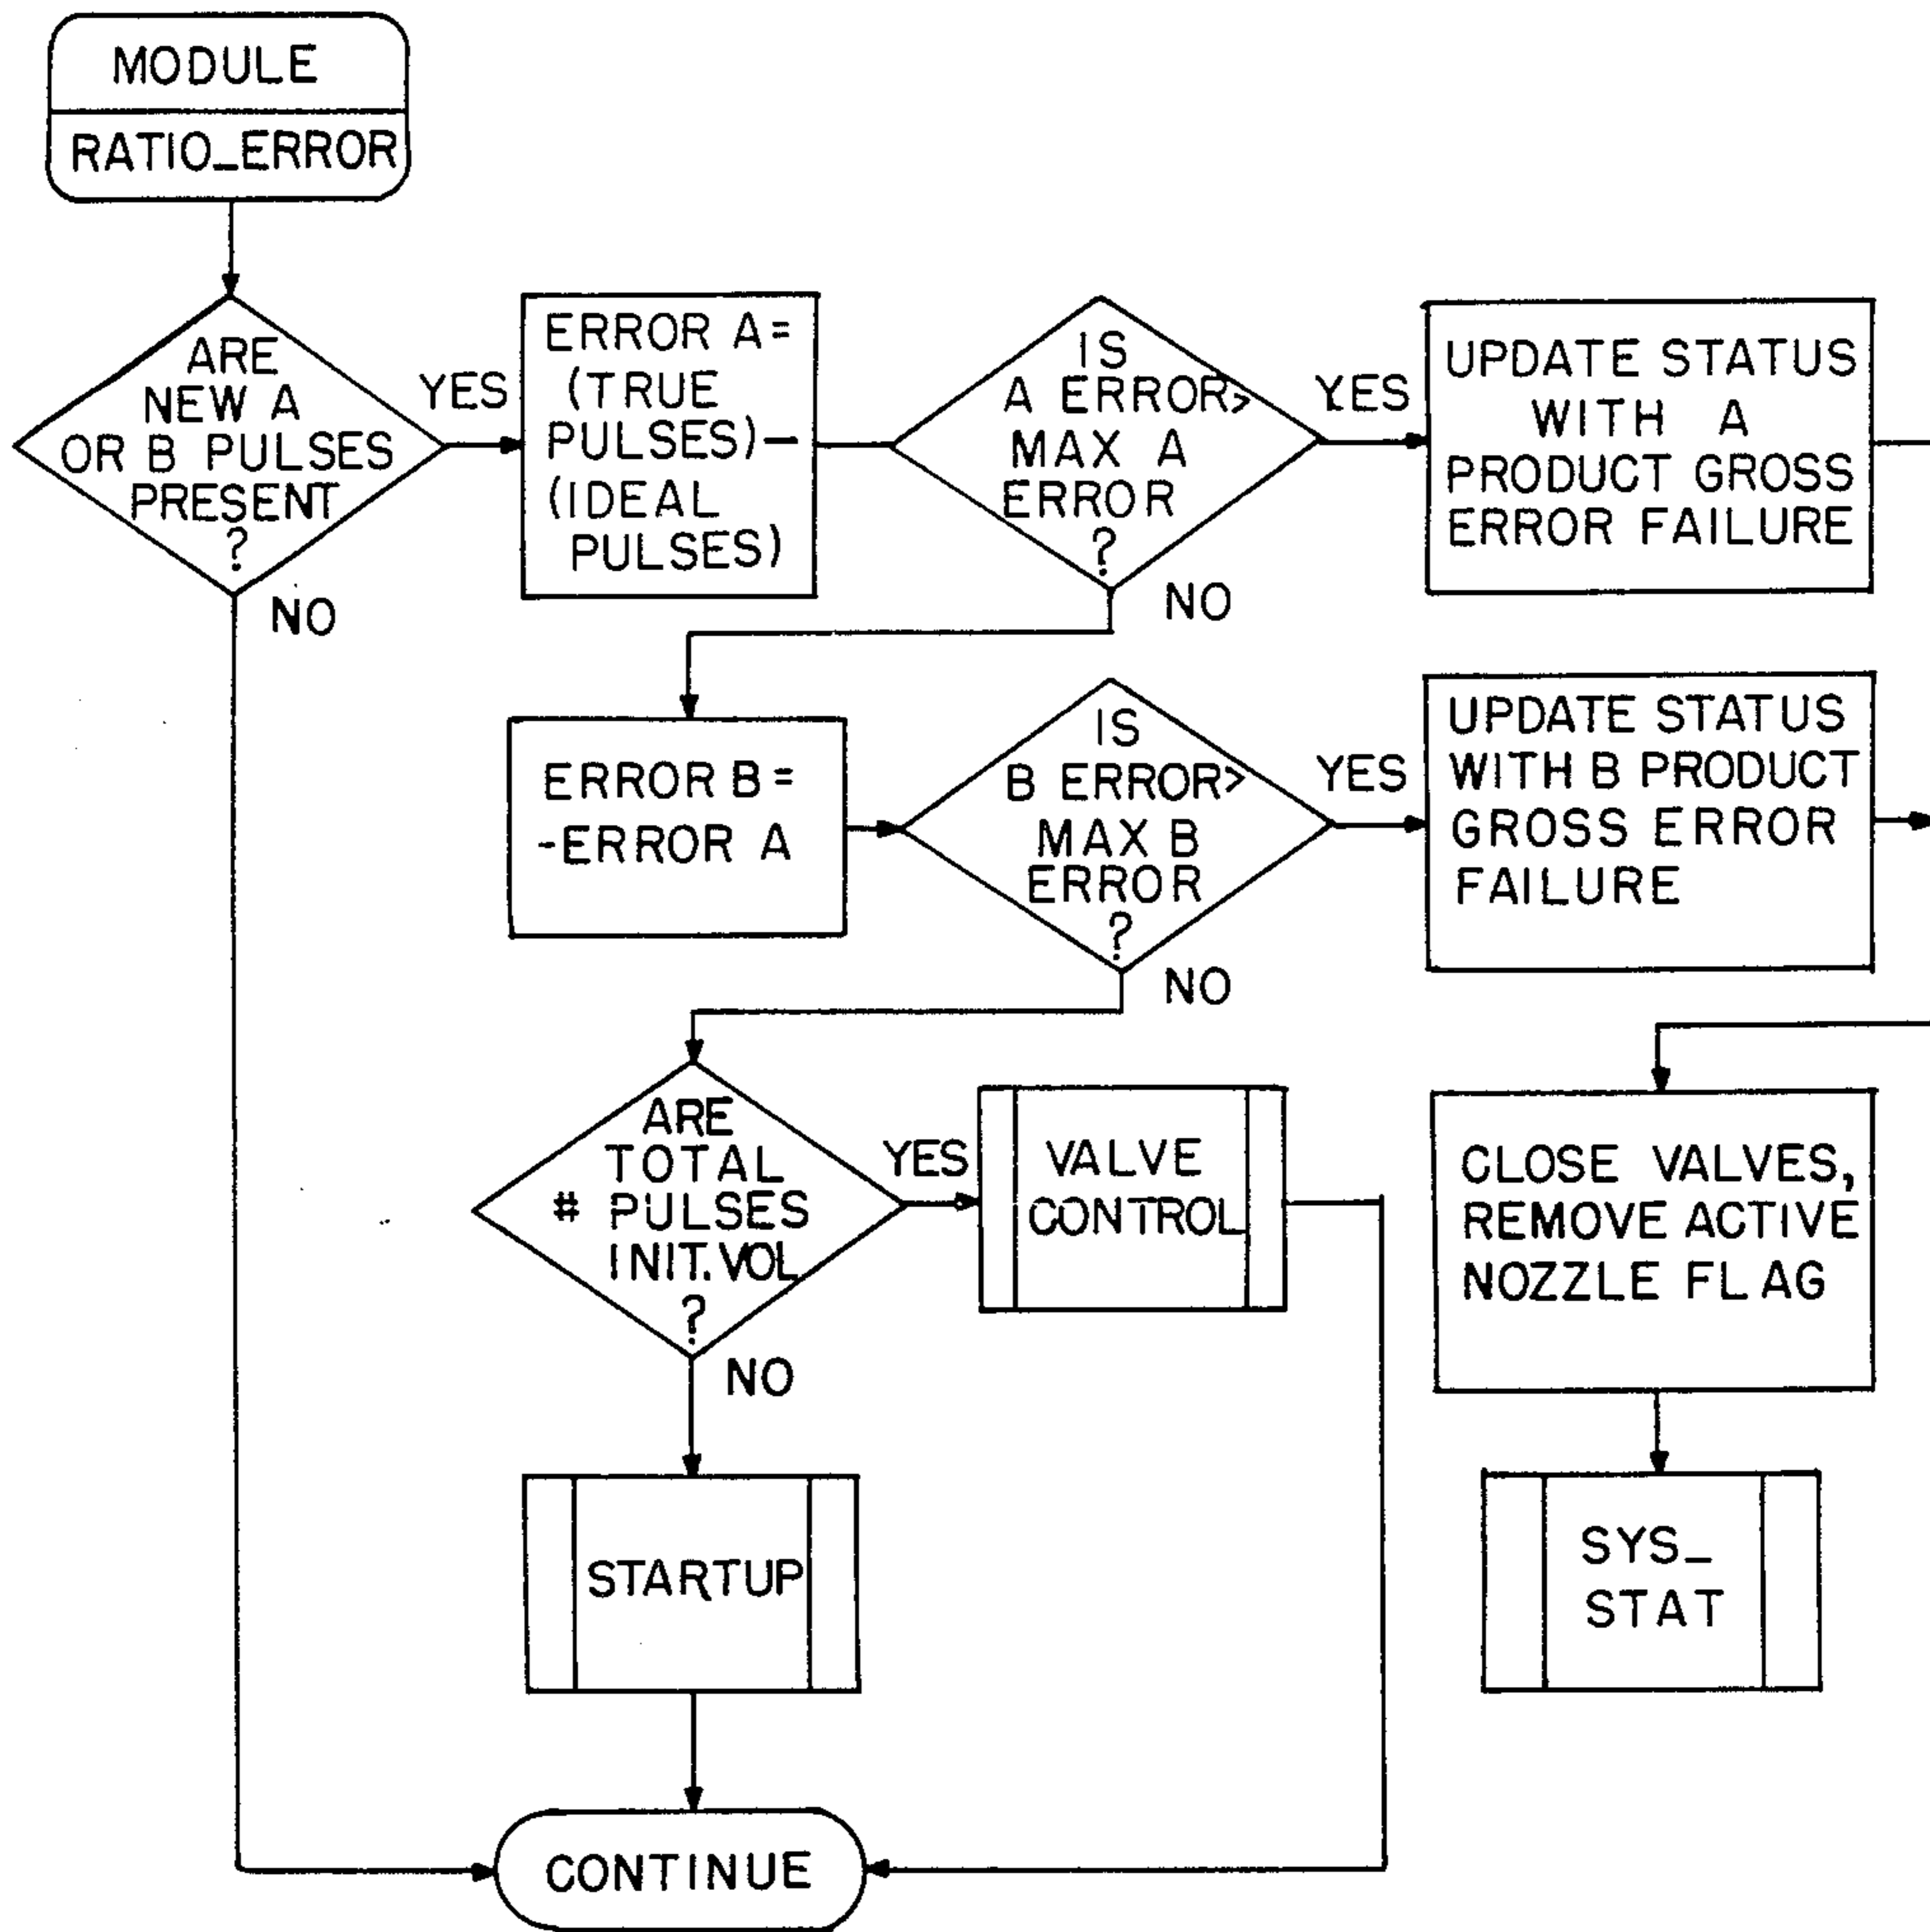 MODULE
RATIO_ERROR
ARE
NEW A
OR B PULSES
PRESENT
?
YES
NO
ERROR A=
(TRUE
PULSES)–
(IDEAL
PULSES)
IS
A ERROR>
MAX A
ERROR
?
YES
NO
UPDATE STATUS
WITH A
PRODUCT GROSS
ERROR FAILURE
ERROR B=
-ERROR A
IS
B ERROR>
MAX B
ERROR
?
YES
NO
UPDATE STATUS
WITH B PRODUCT
GROSS ERROR
FAILURE
ARE
TOTAL
# PULSES
INIT. VOL
?
YES
NO
VALVE
CONTROL
CLOSE VALVES,
REMOVE ACTIVE
NOZZLE FLAG
STARTUP
SYS_
STAT
CONTINUE